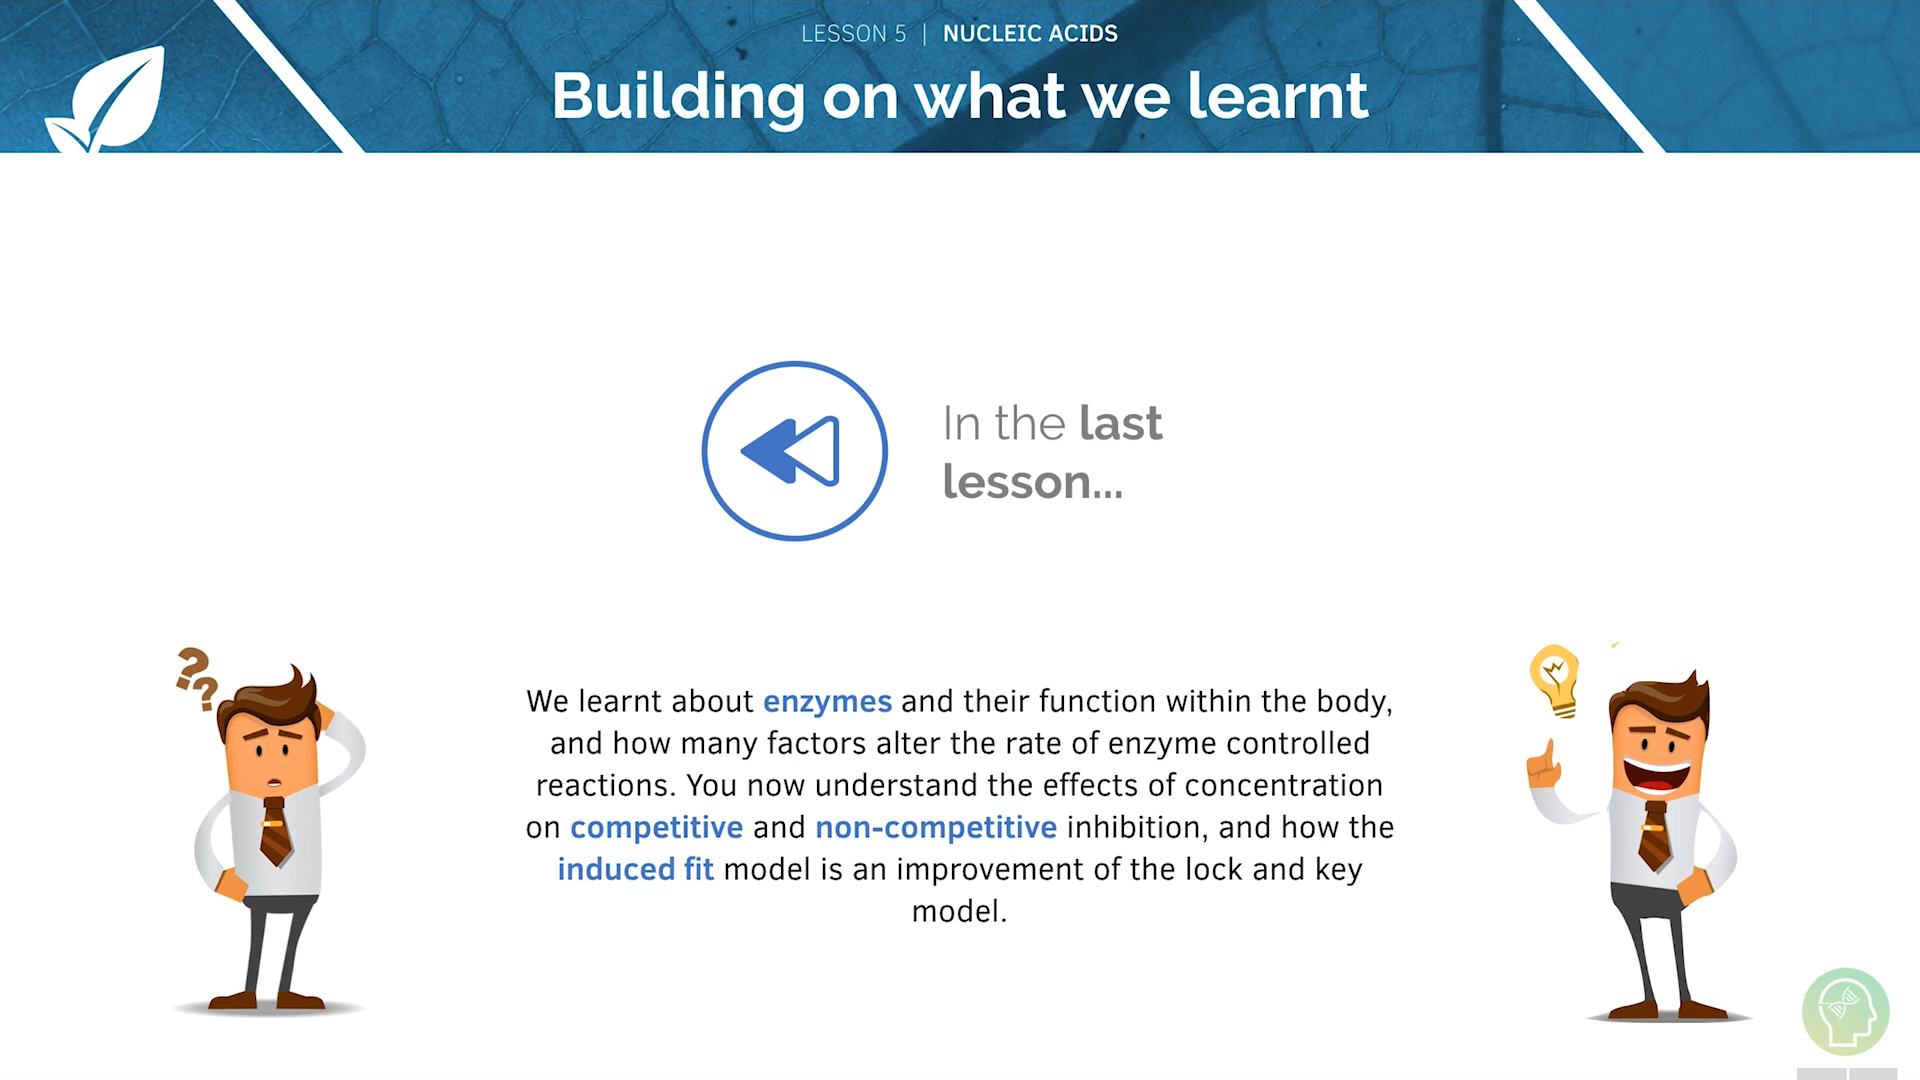 LESSON 5 | NUCLEIC ACIDS
Building on what we learnt
In the last
lesson...
??
We learnt about enzymes and their function within the body,
and how many factors alter the rate of enzyme controlled
reactions. You now understand the effects of concentration
on competitive and non-competitive inhibition, and how the
induced fit model is an improvement of the lock and key
model.